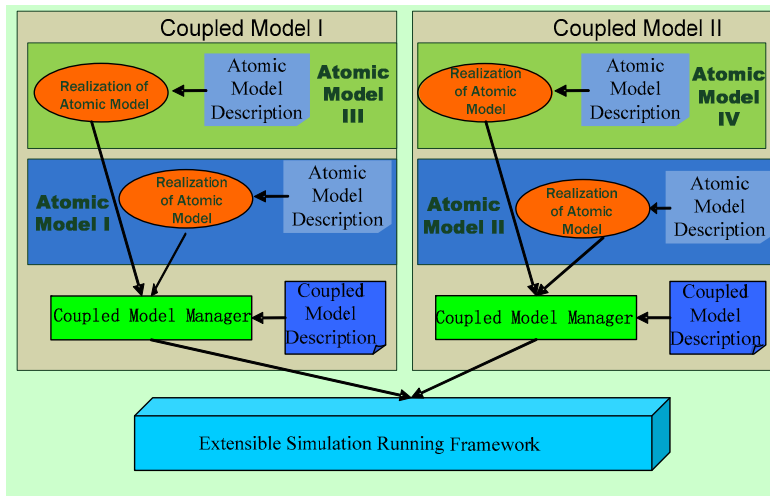 Coupled Model I
Realization of
Atomic Model
Atomic
Model
Description
Atomic
Model
III
Atomic
Model I
Realization
of Atomic
Model
Atomic
Model
Description
Coupled Model Manager
Coupled
Model
Description
Coupled Model II
Realization
of Atomic
Model
Atomic
Model
Description
Atomic
Model
IV
Atomic
Model II
Realization
of Atomic
Model
Atomic
Model
Description
Coupled Model Manager
Coupled
Model
Description
Extensible Simulation Running Framework